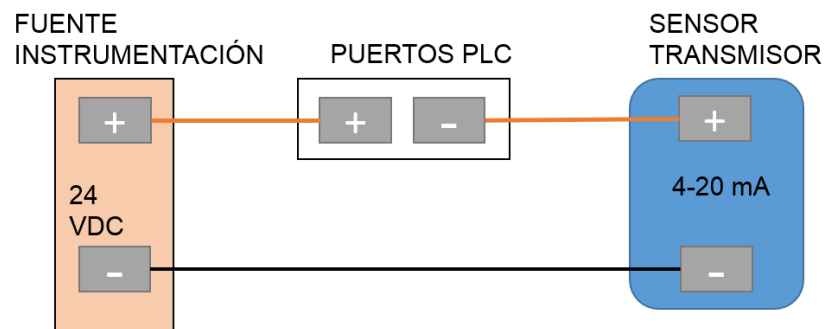 FUENTE
INSTRUMENTACIÓN
PUERTOS PLC
SENSOR
TRANSMISOR
+
+
-
+
24
VDC
4-20 mA
-
-